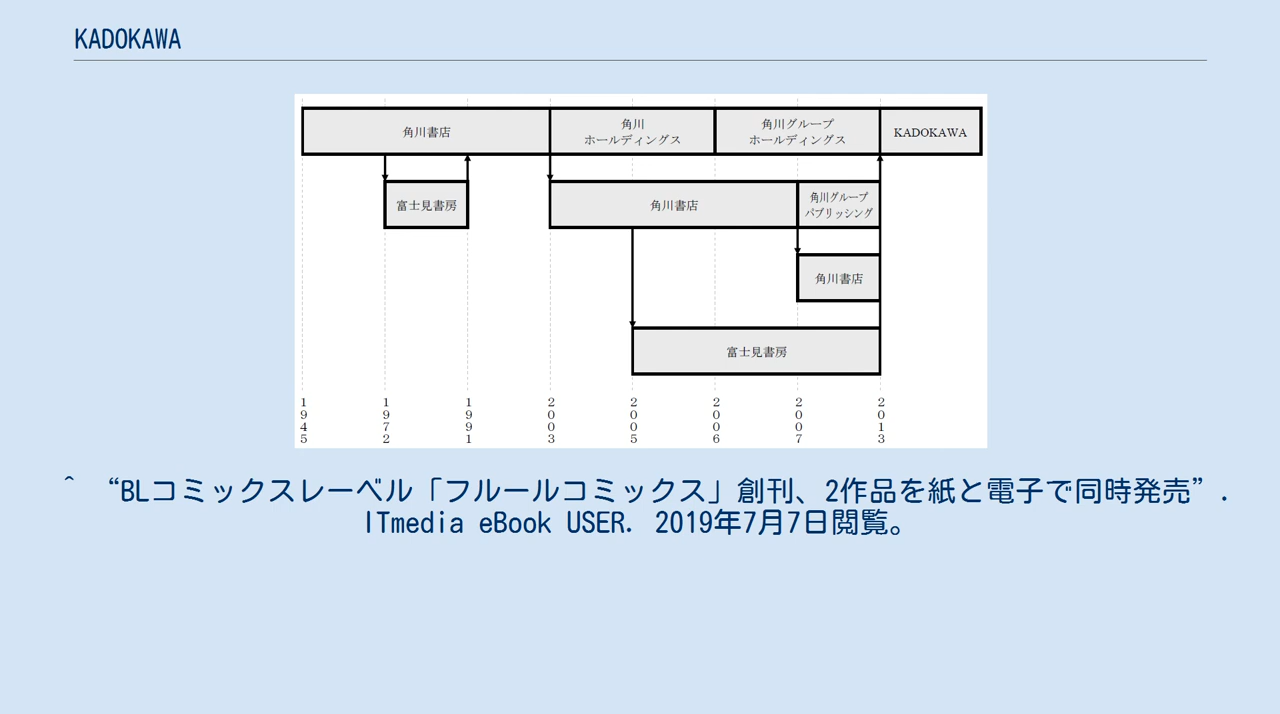 KADOKAWA
角川書店
角川
ホールディングス
角川グループ
ホールディングス
KADOKAWA
富士見書房
角川書店
角川グループ
パブリッシング
角川書店
富士見書房
1945
1972
1991
2003
2005
2006
2007
2013
^ “BLコミックスレーベル「フルールコミックス」創刊、2作品を紙と電子で同時発売”.
ITmedia eBook USER. 2019年7月7日閲覧。